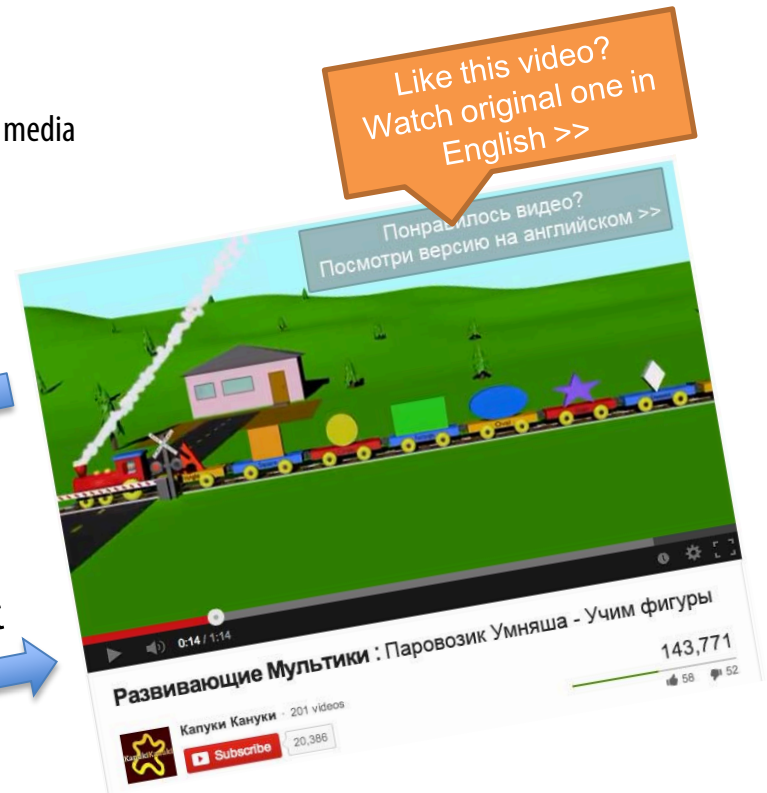 media
Like this video?
Watch original one in
English >>
Понравилось видео?
Посмотри версию на английском >>
0:14 / 1:14
Развивающие Мультики : Паровозик Умняша - Учим фигуры
143,771
58 52
Капуки Кануки · 201 videos
Subscribe 20,386